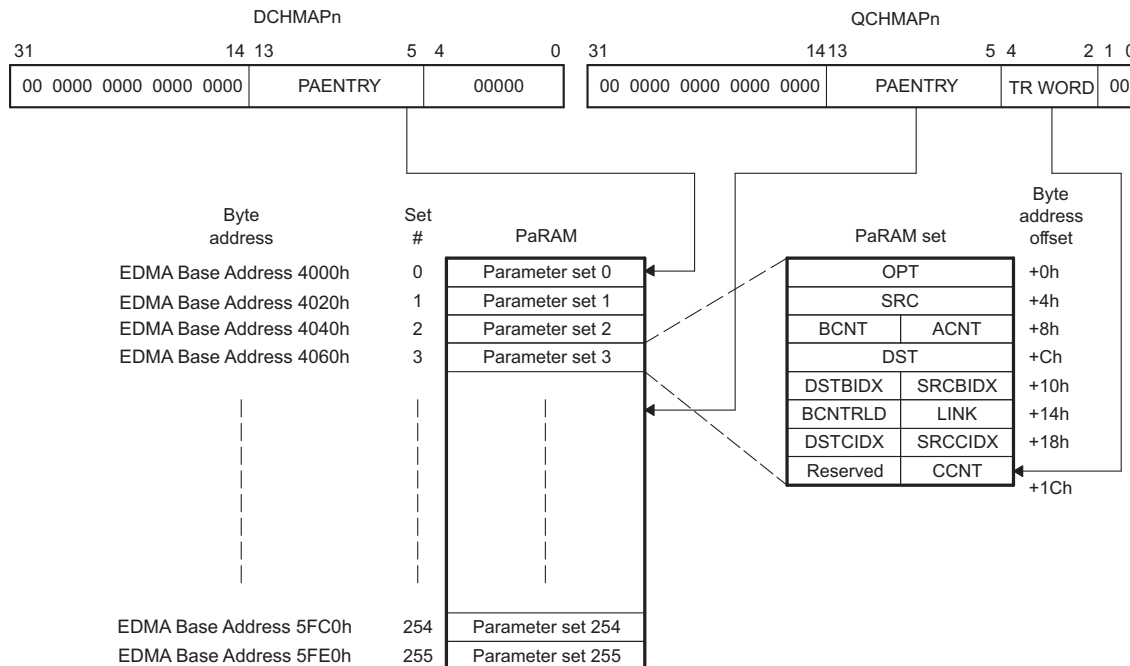 DCHMAPn
QCHMAPn
31 14 13 5 4 0
31 14 13 5 4 2 1 0
00 0000 0000 0000 0000 PAENTRY 00000
00 0000 0000 0000 0000 PAENTRY TR WORD 00
Byte address
Set #
PaRAM
PaRAM set
Byte address offset
EDMA Base Address 4000h 0 Parameter set 0
EDMA Base Address 4020h 1 Parameter set 1
EDMA Base Address 4040h 2 Parameter set 2
EDMA Base Address 4060h 3 Parameter set 3
OPT +0h
SRC +4h
BCNT ACNT +8h
DST +Ch
DSTBIDX SRCBIDX +10h
BCNTRLD LINK +14h
DSTCIDX SRCCIDX +18h
Reserved CCNT +1Ch
EDMA Base Address 5FC0h 254 Parameter set 254
EDMA Base Address 5FE0h 255 Parameter set 255